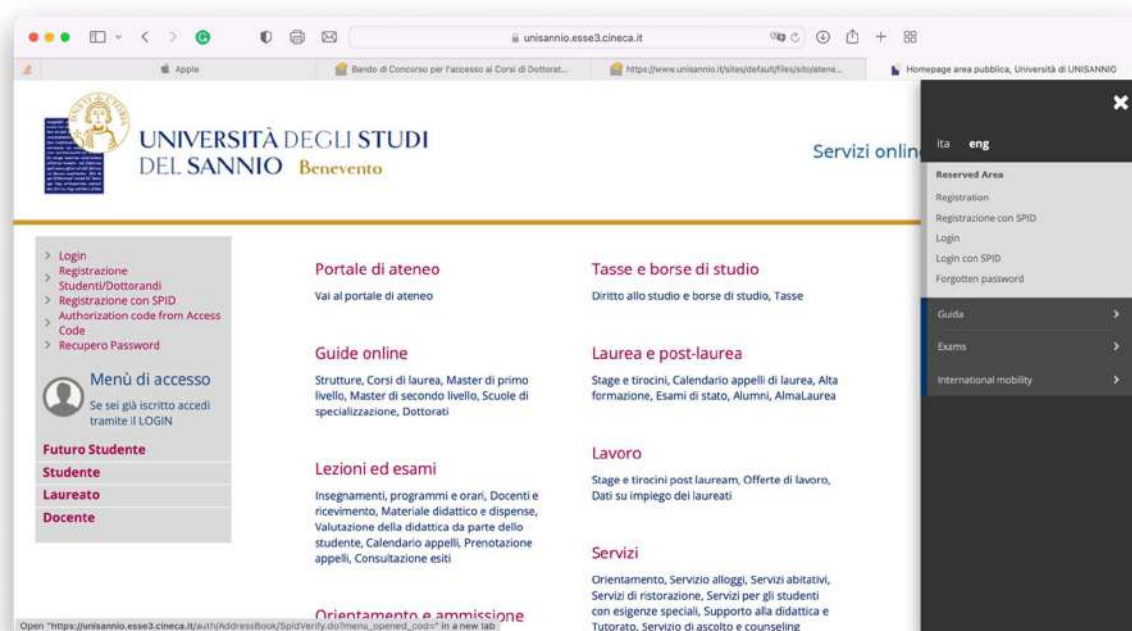 unisannio.esse3.cineca.it
Apple
Bando di Concorso per l'accesso ai Corsi di Dottorat...
https://www.unisannio.it/sites/default/files/sito/atene...
Homepage area pubblica, Università di UNISANNIO
UNIVERSITÀ DEGLI STUDI
DEL SANNIO Benevento
Servizi onlin
ita eng
Reserved Area
Registration
Registrazione con SPID
Login
Login con SPID
Forgotten password
Guida
Exams
International mobility
Login
Registrazione
Studenti/Dottorandi
Registrazione con SPID
Authorization code from Access
Code
Recupero Password
Menù di accesso
Se sei già iscritto accedi
tramite il LOGIN
Futuro Studente
Studente
Laureato
Docente
Portale di ateneo
Vai al portale di ateneo
Guide online
Strutture, Corsi di laurea, Master di primo
livello, Master di secondo livello, Scuole di
specializzazione, Dottorati
Lezioni ed esami
Insegnamenti, programmi e orari, Docenti e
ricevimento, Materiale didattico e dispense,
Valutazione della didattica da parte dello
studente, Calendario appelli, Prenotazione
appelli, Consultazione esiti
Orientamento e ammissione
Tasse e borse di studio
Diritto allo studio e borse di studio, Tasse
Laurea e post-laurea
Stage e tirocini, Calendario appelli di laurea, Alta
formazione, Esami di stato, Alumni, AlmaLaurea
Lavoro
Stage e tirocini post lauream, Offerte di lavoro,
Dati su impiego dei laureati
Servizi
Orientamento, Servizio alloggi, Servizi abitativi,
Servizi di ristorazione, Servizi per gli studenti
con esigenze speciali, Supporto alla didattica e
Tutorato, Servizio di ascolto e counseling
Open "https://unisannio.esse3.cineca.it/auth/AddressBook/SpidVerify.do?menu_opened_cod=" in a new tab